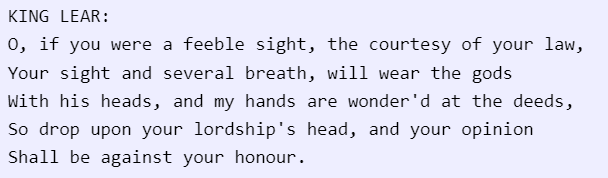 KING LEAR:
O, if you were a feeble sight, the courtesy of your law,
Your sight and several breath, will wear the gods
With his heads, and my hands are wonder'd at the deeds,
So drop upon your lordship's head, and your opinion
Shall be against your honour.